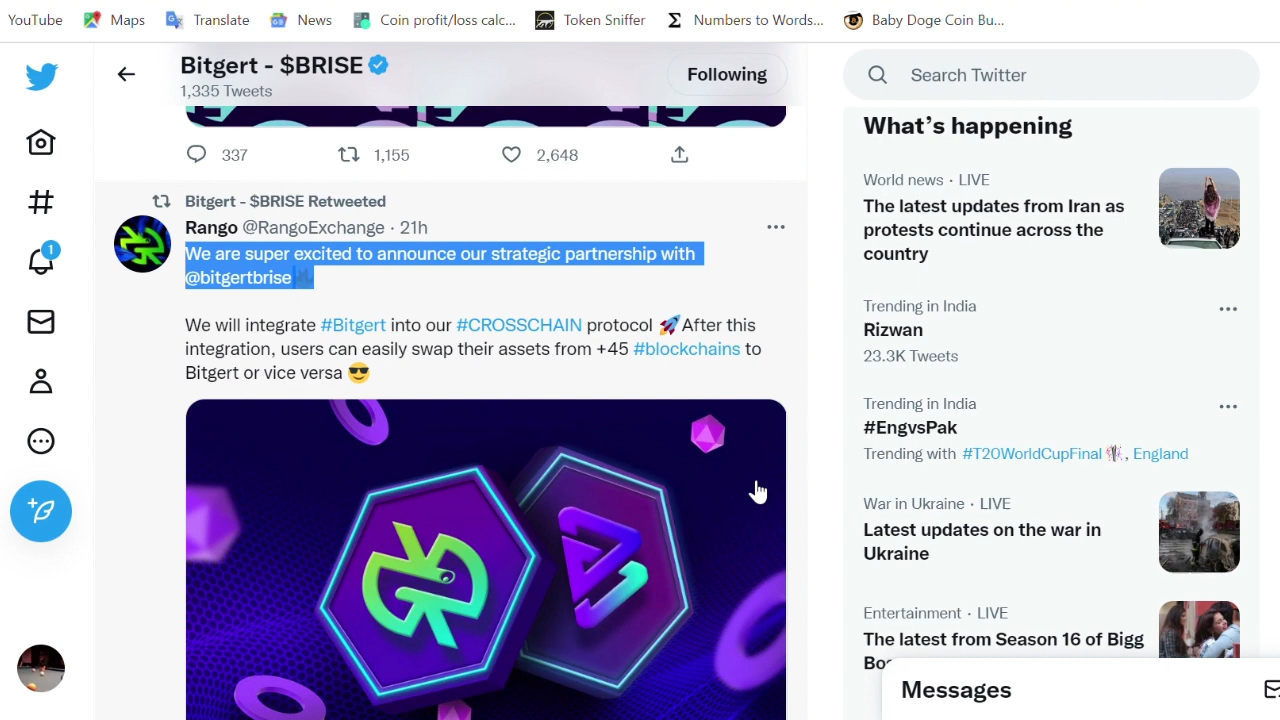 YouTube Maps Translate News Coin profit/loss calc... Token Sniffer Numbers to Words... Baby Doge Coin Bu...
Bitgert - $BRISE
1,335 Tweets
Following
337 1,155 2,648
Bitgert - $BRISE Retweeted
Rango @RangoExchange · 21h
We are super excited to announce our strategic partnership with
@bitgertbrise
We will integrate #Bitgert into our #CROSSCHAIN protocol 🚀After this
integration, users can easily swap their assets from +45 #blockchains to
Bitgert or vice versa 😎
1
Search Twitter
What's happening
World news · LIVE
The latest updates from Iran as
protests continue across the
country
Trending in India
Rizwan
23.3K Tweets
Trending in India
#EngvsPak
Trending with #T20WorldCupFinal , England
War in Ukraine · LIVE
Latest updates on the war in
Ukraine
Entertainment · LIVE
The latest from Season 16 of Bigg
Messages